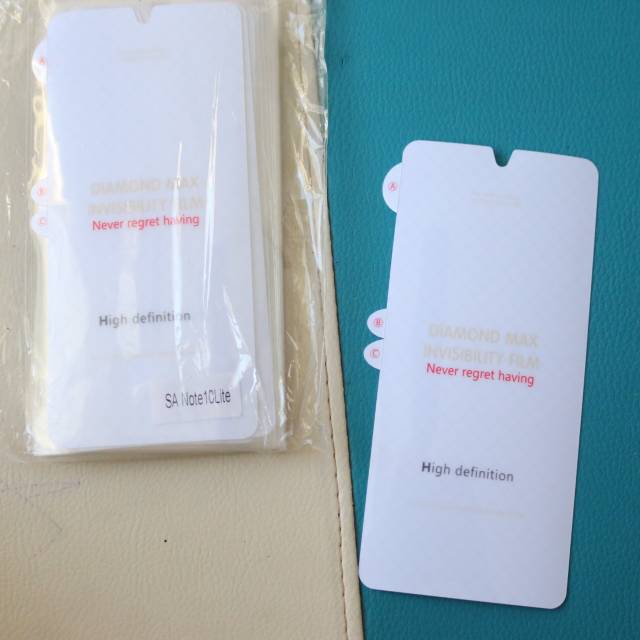 A
B
C
DIAMOND MAX
INVISIBILITY FILM
Never regret having
High definition
SA Note10Lite
A
B
C
DIAMOND MAX
INVISIBILITY FILM
Never regret having
High definition